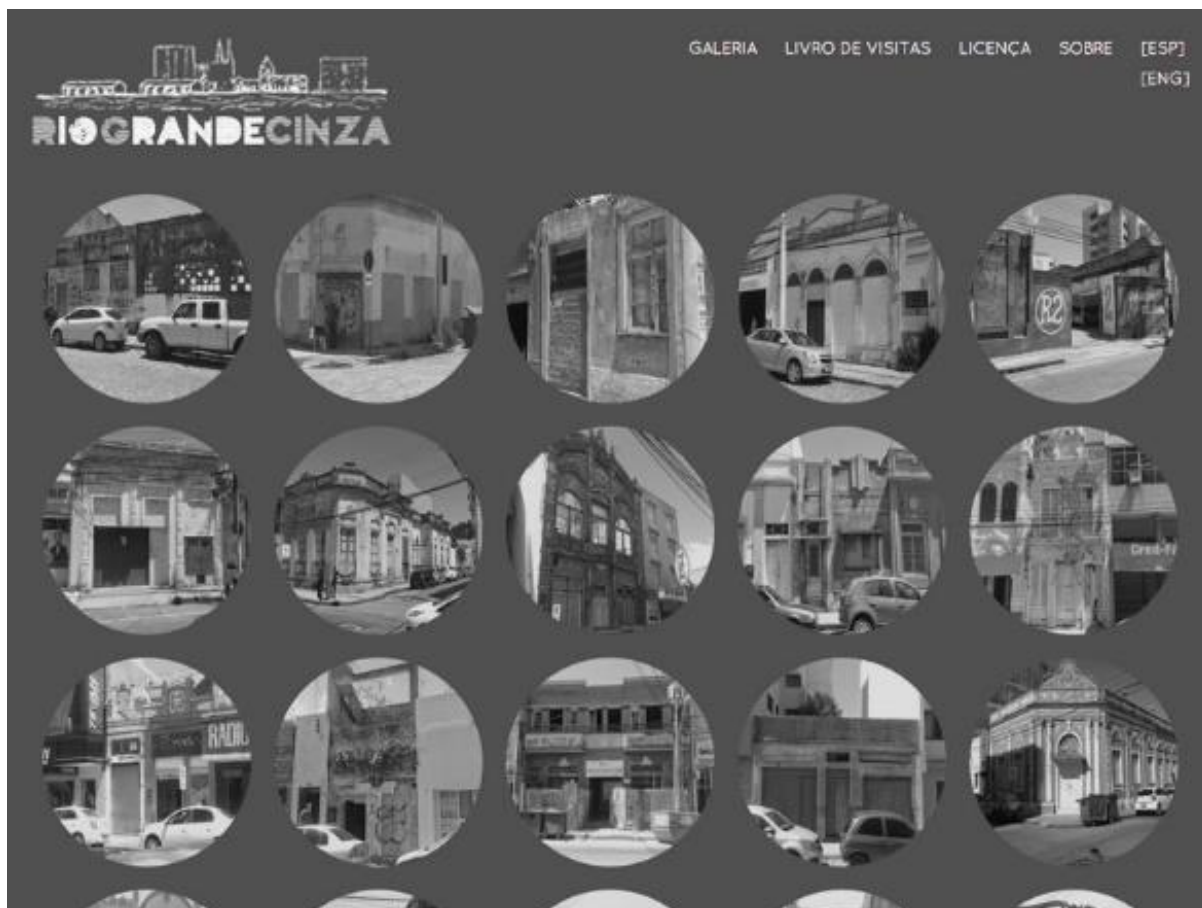 GALERIA LIVRO DE VISITAS LICENÇA SOBRE [ESP]
[ENG]
RIOGRANDECINZA
R2
RADIO